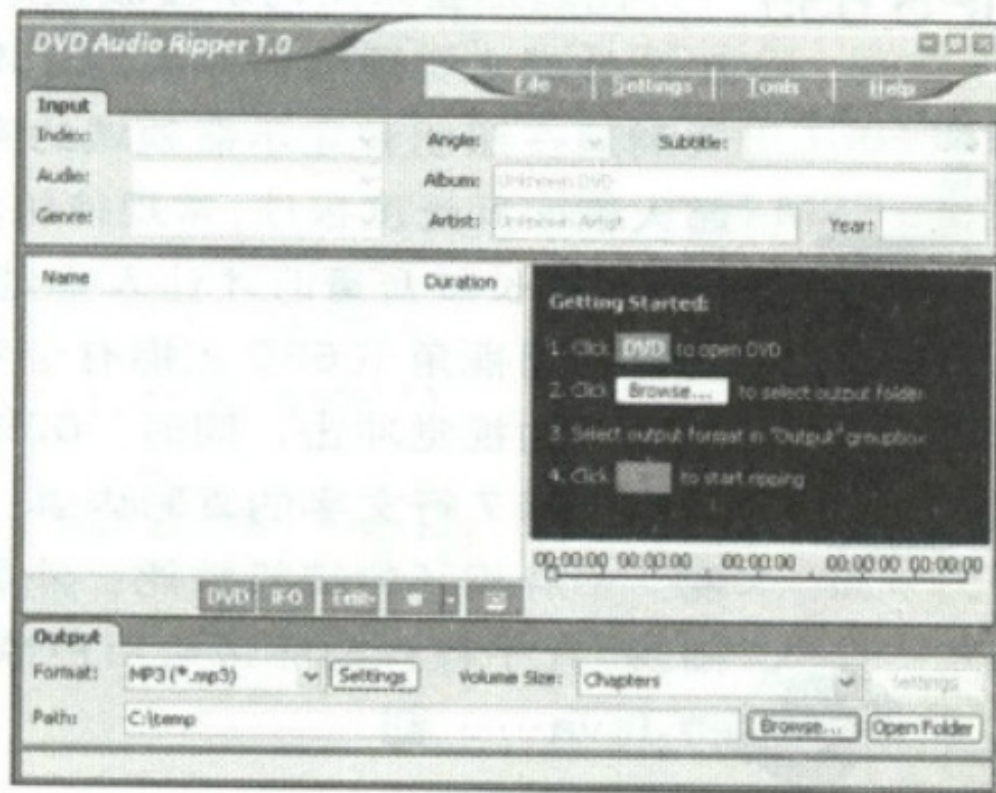 DVD Audio Ripper 1.0
File Settings Tools Help
Input
Index: Angle: Subtitle:
Audio: Album: Unknown DVD
Genre: Artist: Unknown Artist Year:
Name Duration
Getting Started:
1. Click DVD to open DVD
2. Click Browse... to select output folder
3. Select output format in "Output" groupbox
4. Click to start ripping
00:00:00 00:00:00 00:00:00 00:00:00 00:00:00
DVD IFO Edit
Output
Format: MP3 (*.mp3) Settings Volume Size: Chapters Settings
Path: C:\temp Browse... Open Folder